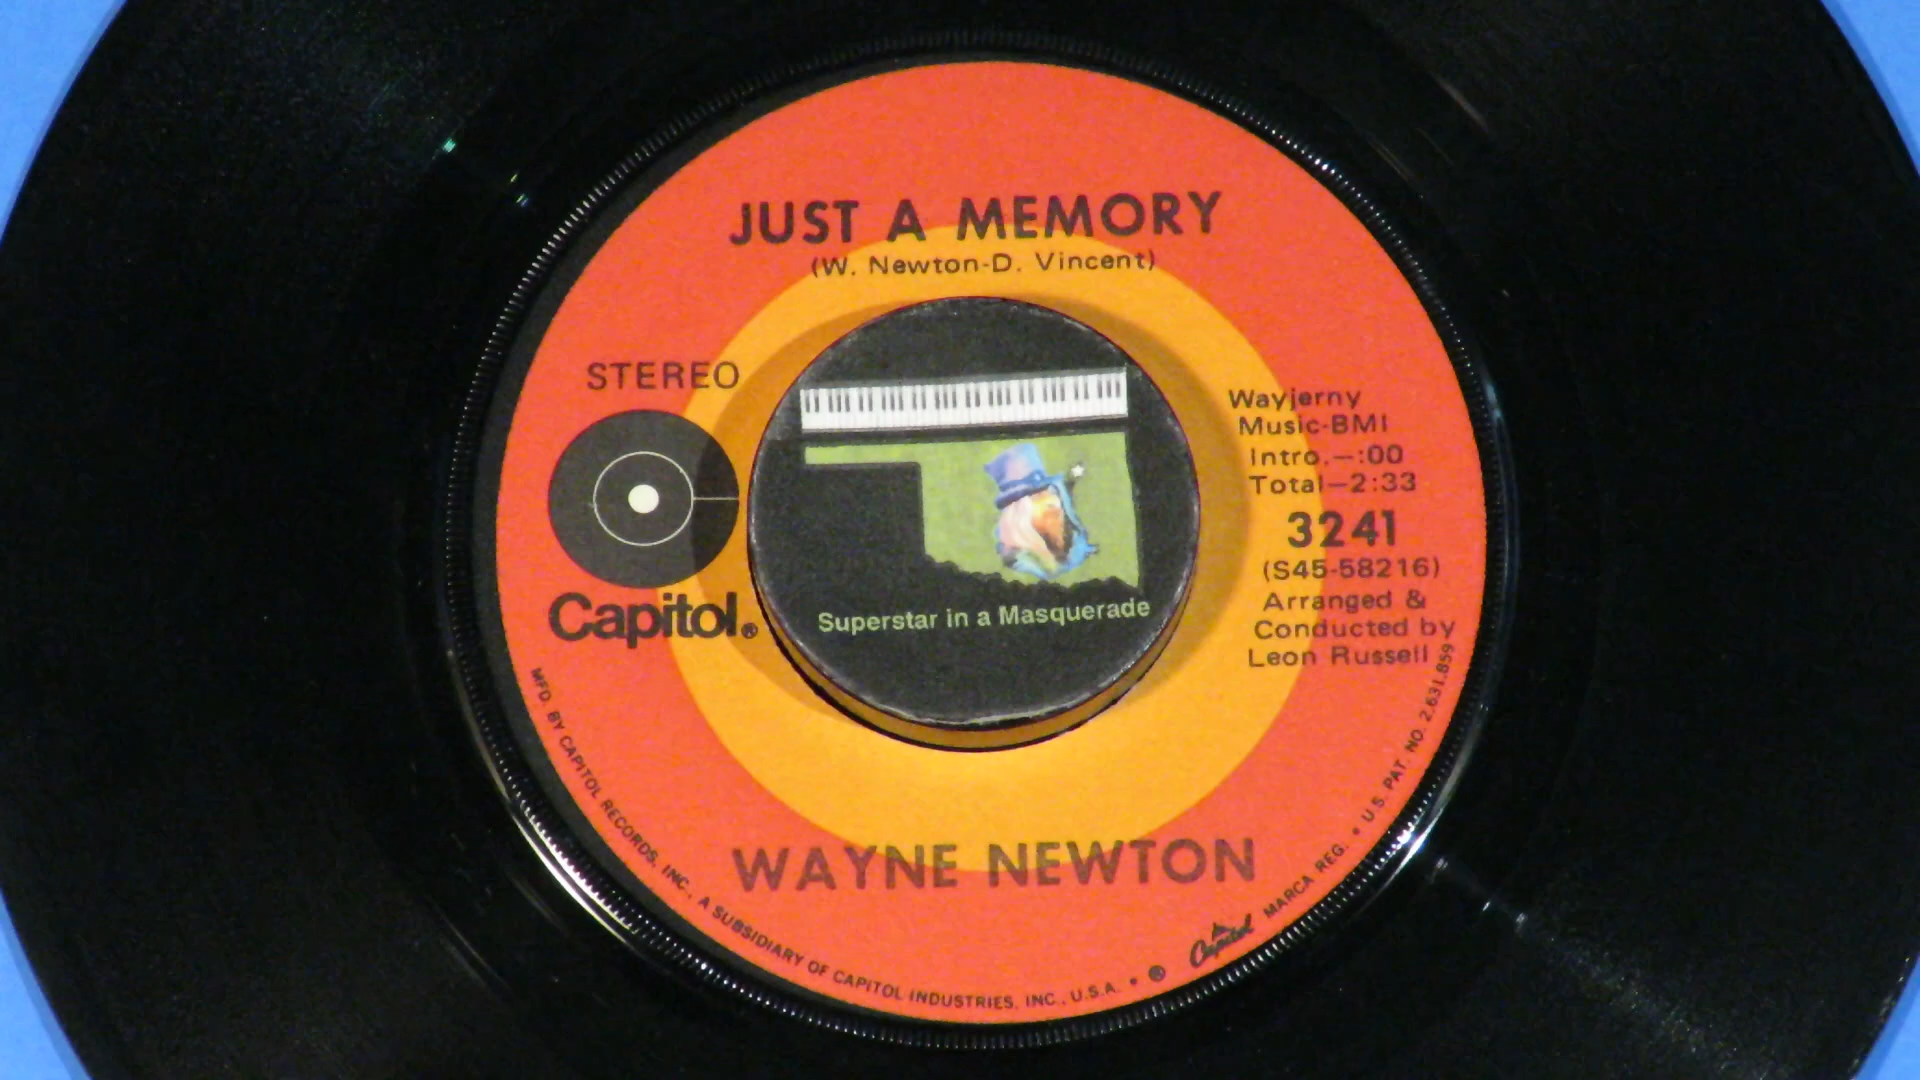 JUST A MEMORY
(W. Newton-D. Vincent)
STEREO
Capitol®
Superstar in a Masquerade
Wayjerny
Music-BMI
Intro.—:00
Total—2:33
3241
(S45-58216)
Arranged &
Conducted by
Leon Russell
WAYNE NEWTON
MFD. BY CAPITOL RECORDS, INC., A SUBSIDIARY OF CAPITOL INDUSTRIES, INC., U.S.A. • ® Capitol MARCA REG. • U.S. PAT. NO. 2,631,859